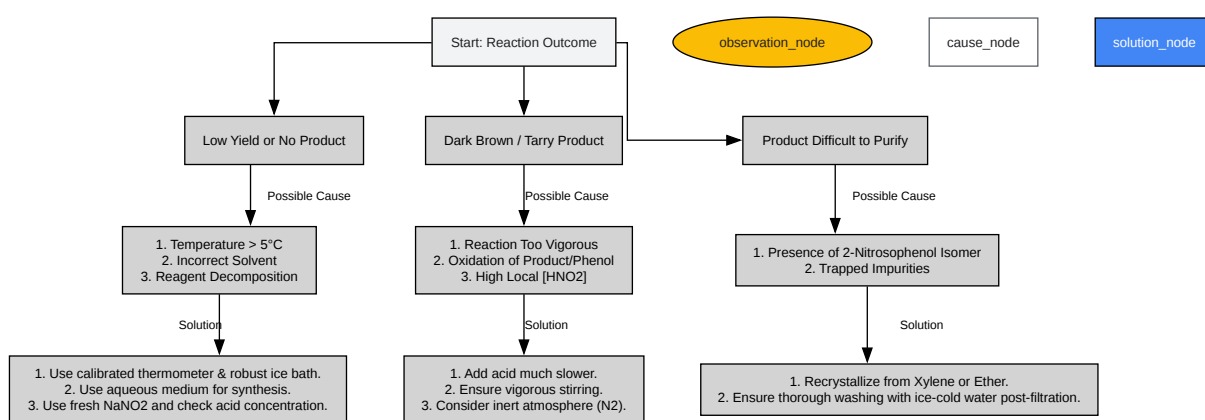 Start: Reaction Outcome
observation_node
cause_node
solution_node
Low Yield or No Product
Dark Brown / Tarry Product
Product Difficult to Purify
Possible Cause
Possible Cause
Possible Cause
1. Temperature > 5°C
2. Incorrect Solvent
3. Reagent Decomposition
1. Reaction Too Vigorous
2. Oxidation of Product/Phenol
3. High Local [HNO2]
1. Presence of 2-Nitrosophenol Isomer
2. Trapped Impurities
Solution
Solution
Solution
1. Use calibrated thermometer & robust ice bath.
2. Use aqueous medium for synthesis.
3. Use fresh NaNO2 and check acid concentration.
1. Add acid much slower.
2. Ensure vigorous stirring.
3. Consider inert atmosphere (N2).
1. Recrystallize from Xylene or Ether.
2. Ensure thorough washing with ice-cold water post-filtration.